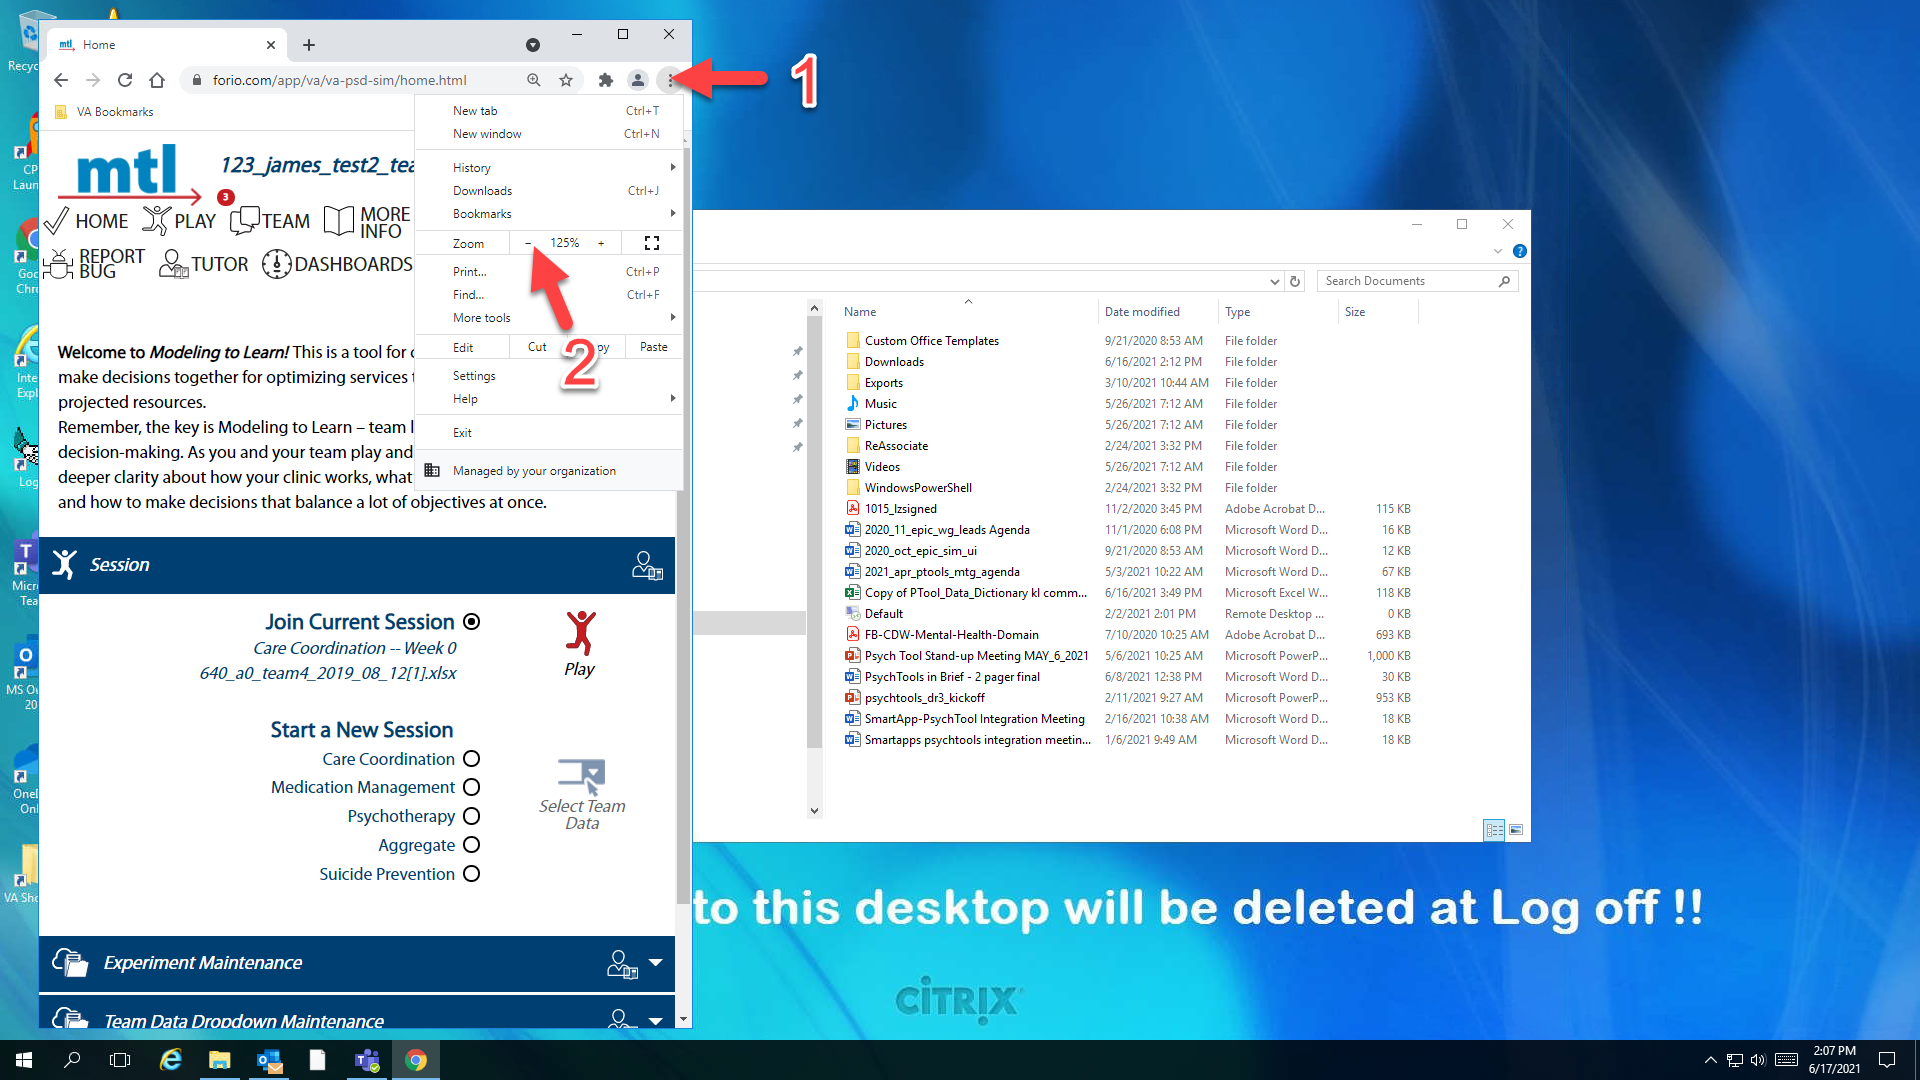 Home
forio.com/app/va/va-psd-sim/home.html
VA Bookmarks
1
New tab Ctrl+T
New window Ctrl+N
History
Downloads Ctrl+J
Bookmarks
Zoom - 125% +
Print... Ctrl+P
Find... Ctrl+F
More tools
Edit Cut py Paste
2
Settings
Help
Exit
Managed by your organization
mtl
123_james_test2_tea
3
HOME PLAY TEAM MORE INFO
REPORT BUG TUTOR DASHBOARDS
Welcome to Modeling to Learn! This is a tool for
make decisions together for optimizing services
projected resources.
Remember, the key is Modeling to Learn – team
decision-making. As you and your team play and
deeper clarity about how your clinic works, what
and how to make decisions that balance a lot of objectives at once.
Session
Join Current Session
Care Coordination -- Week 0
640_a0_team4_2019_08_12[1].xlsx
Play
Start a New Session
Care Coordination
Medication Management
Psychotherapy
Aggregate
Suicide Prevention
Select Team
Data
Experiment Maintenance
Team Data Dropdown Maintenance
Search Documents
Name Date modified Type Size
Custom Office Templates 9/21/2020 8:53 AM File folder
Downloads 6/16/2021 2:12 PM File folder
Exports 3/10/2021 10:44 AM File folder
Music 5/26/2021 7:12 AM File folder
Pictures 5/26/2021 7:12 AM File folder
ReAssociate 2/24/2021 3:32 PM File folder
Videos 5/26/2021 7:12 AM File folder
WindowsPowerShell 2/24/2021 3:32 PM File folder
1015_lzsigned 11/2/2020 3:45 PM Adobe Acrobat D... 115 KB
2020_11_epic_wg_leads Agenda 11/1/2020 6:08 PM Microsoft Word D... 16 KB
2020_oct_epic_sim_ui 9/21/2020 8:53 AM Microsoft Word D... 12 KB
2021_apr_ptools_mtg_agenda 5/3/2021 10:22 AM Microsoft Word D... 67 KB
Copy of PTool_Data_Dictionary kl comm... 6/16/2021 3:49 PM Microsoft Excel W... 118 KB
Default 2/2/2021 2:01 PM Remote Desktop ... 0 KB
FB-CDW-Mental-Health-Domain 7/10/2020 10:25 AM Adobe Acrobat D... 693 KB
Psych Tool Stand-up Meeting MAY_6_2021 5/6/2021 10:25 AM Microsoft PowerP... 1,000 KB
PsychTools in Brief - 2 pager final 6/8/2021 12:38 PM Microsoft Word D... 30 KB
psychtools_dr3_kickoff 2/11/2021 9:27 AM Microsoft PowerP... 953 KB
SmartApp-PsychTool Integration Meeting 2/16/2021 10:38 AM Microsoft Word D... 18 KB
Smartapps psychtools integration meetin... 1/6/2021 9:49 AM Microsoft Word D... 18 KB
to this desktop will be deleted at Log off !!
CITRIX
Recyc
CP
Laun
Goo
Chr
Inte
Expl
Log
Micr
Tea
MS Ou
20
OneD
Onl
VA Sho
2:07 PM
6/17/2021